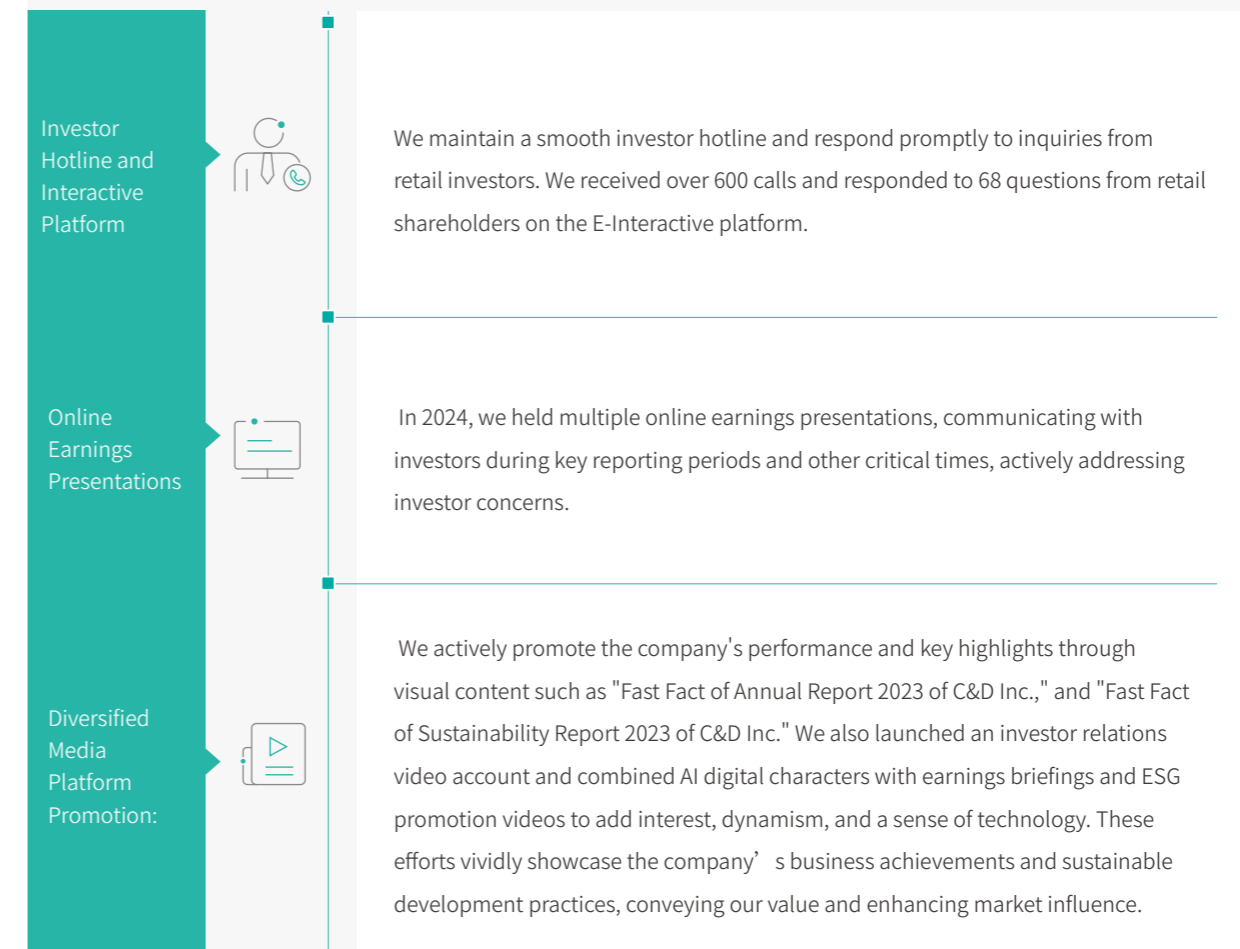 Investor
Hotline and
Interactive
Platform
We maintain a smooth investor hotline and respond promptly to inquiries from
retail investors. We received over 600 calls and responded to 68 questions from retail
shareholders on the E-Interactive platform.
Online
Earnings
Presentations
In 2024, we held multiple online earnings presentations, communicating with
investors during key reporting periods and other critical times, actively addressing
investor concerns.
Diversified
Media
Platform
Promotion:
We actively promote the company's performance and key highlights through
visual content such as "Fast Fact of Annual Report 2023 of C&D Inc.," and "Fast Fact
of Sustainability Report 2023 of C&D Inc." We also launched an investor relations
video account and combined AI digital characters with earnings briefings and ESG
promotion videos to add interest, dynamism, and a sense of technology. These
efforts vividly showcase the company’ s business achievements and sustainable
development practices, conveying our value and enhancing market influence.